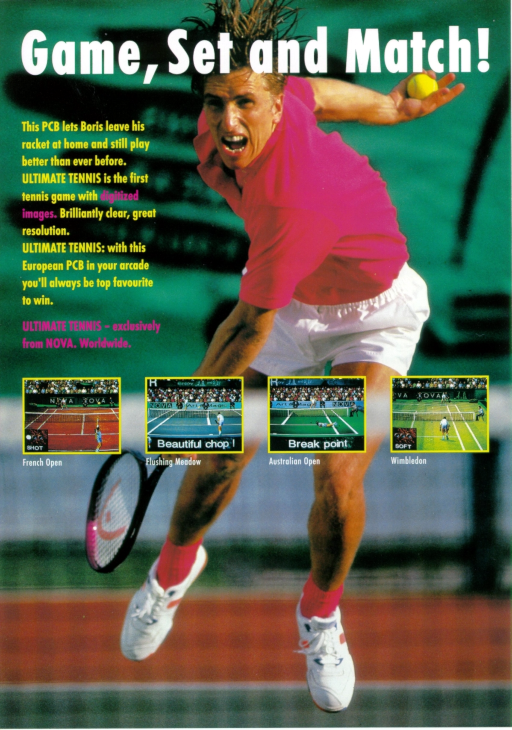 Game, Set and Match!
This PCB lets Boris leave his
racket at home and still play
better than ever before.
ULTIMATE TENNIS is the first
tennis game with digitized
images. Brilliantly clear, great
resolution.
ULTIMATE TENNIS: with this
European PCB in your arcade
you'll always be top favourite
to win.
ULTIMATE TENNIS – exclusively
from NOVA. Worldwide.
SHOT
French Open
Beautiful chop !
Flushing Meadow
Break point
Australian Open
SOFT
Wimbledon